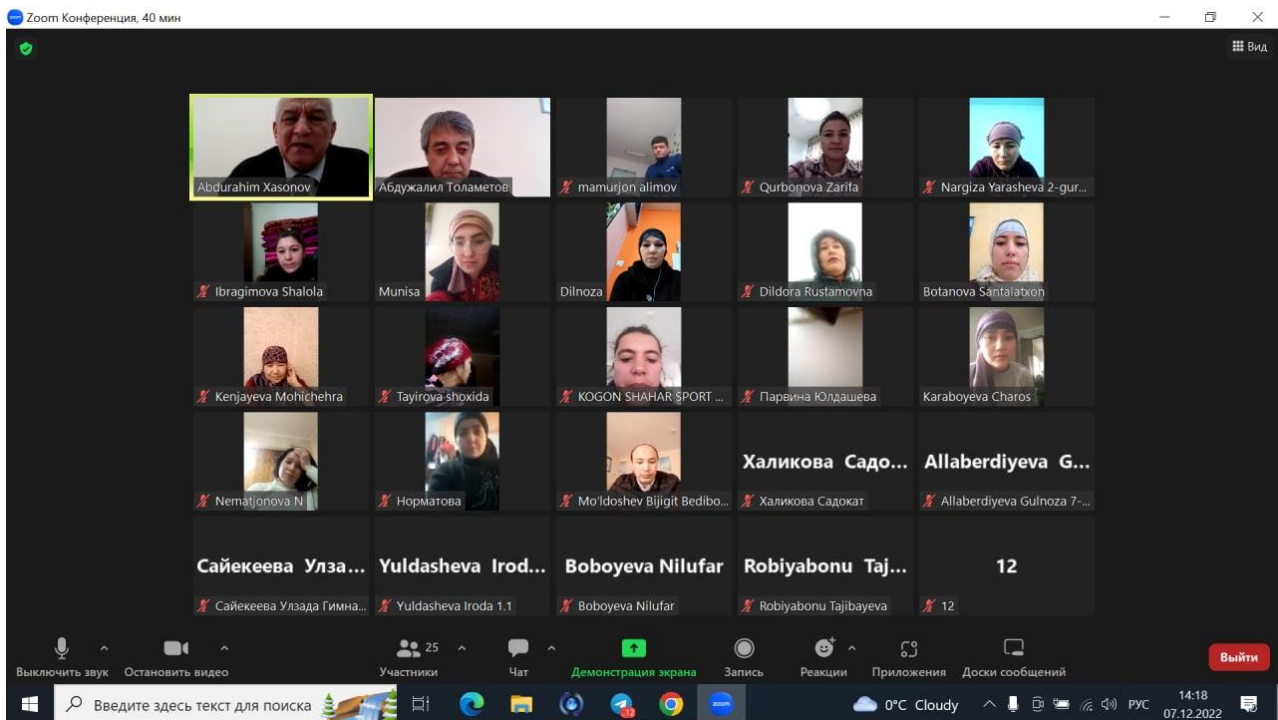 zoom Zoom Конференция, 40 мин
Вид
Abdurahim Xasonov
Абдужалил Толаметов
mamurjon alimov
Qurbonova Zarifa
Nargiza Yarasheva 2-gur...
Ibragimova Shalola
Munisa
Dilnoza
Dildora Rustamovna
Botanova Santalatxon
Kenjayeva Mohichehra
Tayirova shoxida
KOGON SHAHAR SPORT ...
Парвина Юлдашева
Karaboyeva Charos
Nematjonova N
Норматова
Mo'ldoshev Bijigit Bedibo...
Халикова Садо...
Халикова Садокат
Allaberdiyeva G...
Allaberdiyeva Gulnoza 7-...
Сайекеева Улза...
Сайекеева Улзада Гимна...
Yuldasheva Irod...
Yuldasheva Iroda 1.1
Boboyeva Nilufar
Boboyeva Nilufar
Robiyabonu Taj...
Robiyabonu Tajibayeva
12
12
Выключить звук
Остановить видео
25
Участники
Чат
Демонстрация экрана
Запись
Реакции
Приложения
Доски сообщений
Выйти
Введите здесь текст для поиска
zoom
0°C Cloudy
РУС
14:18
07.12.2022